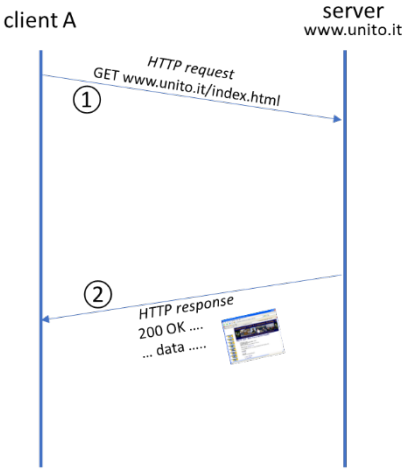 client A
server
www.unito.it
HTTP request
GET www.unito.it/index.html
①
②
HTTP response
200 OK ....
... data .....